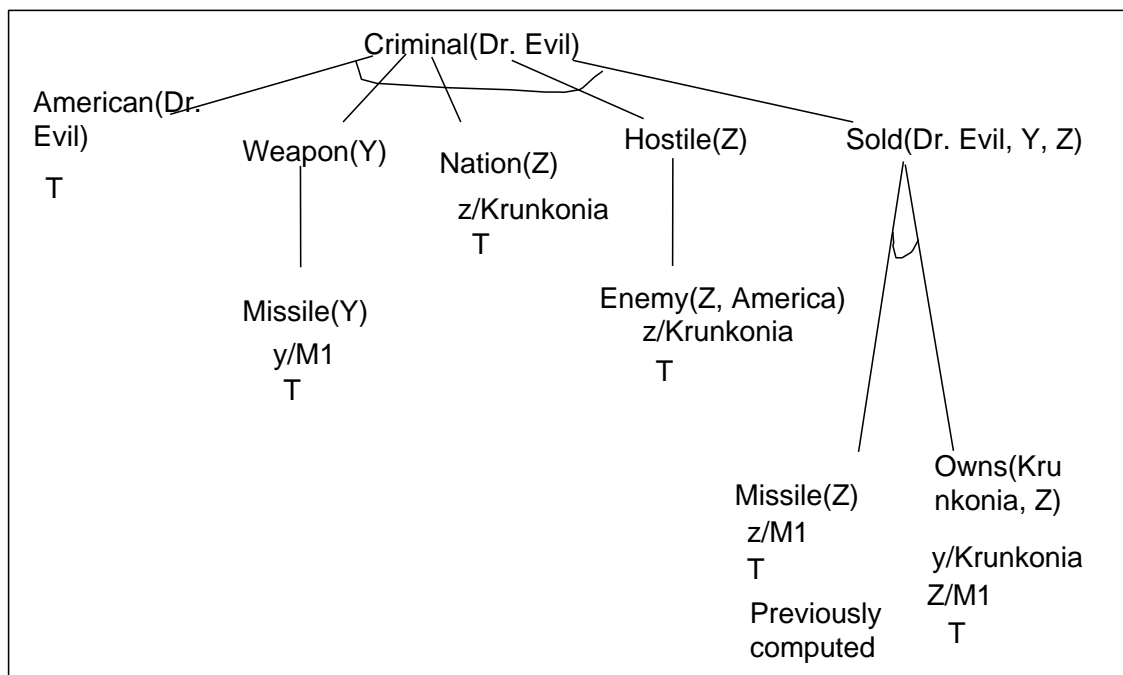 Criminal(Dr. Evil)
American(Dr.
Evil)
T
Weapon(Y)
Nation(Z)
z/Krunkonia
T
Hostile(Z)
Sold(Dr. Evil, Y, Z)
Missile(Y)
y/M1
T
Enemy(Z, America)
z/Krunkonia
T
Missile(Z)
z/M1
T
Previously
computed
Owns(Kru
nkonia, Z)
y/Krunkonia
Z/M1
T